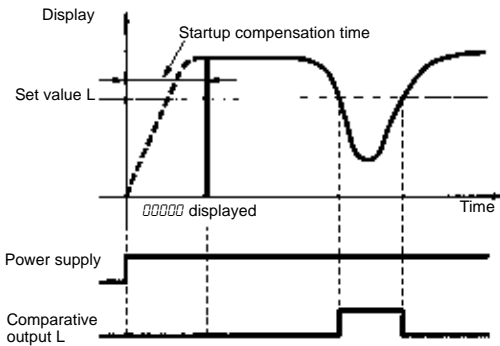 Display
Startup compensation time
Set value L
00000 displayed
Time
Power supply
Comparative
output L